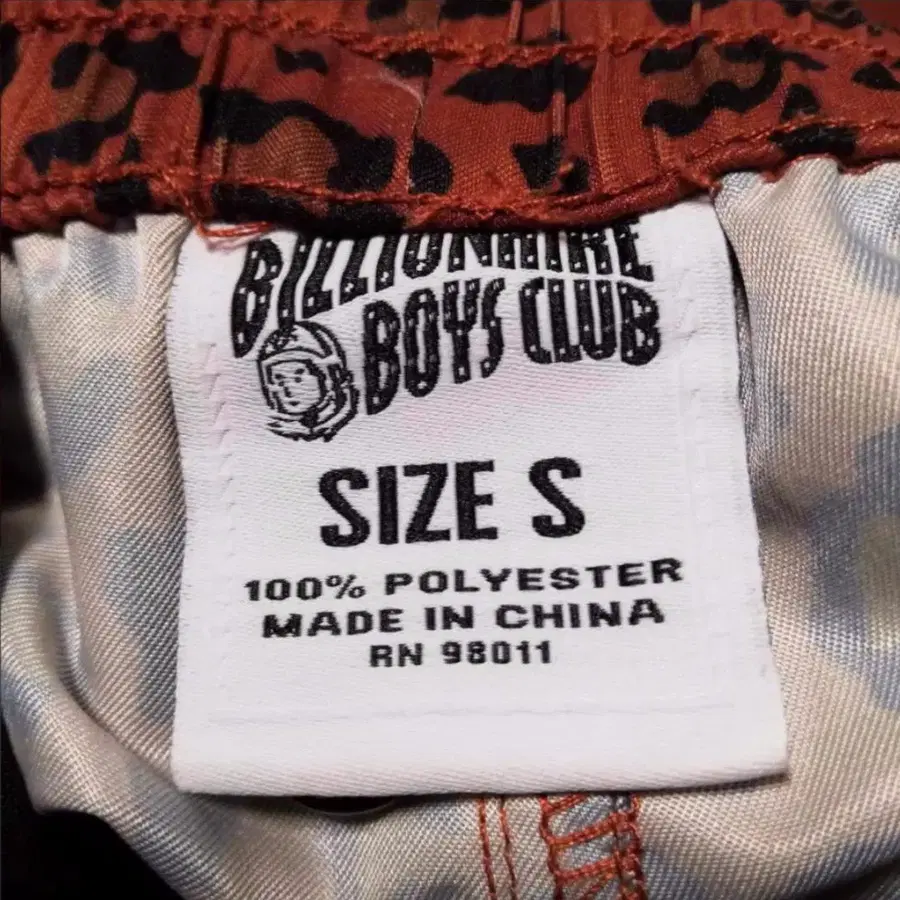 BILLIONAIRE
BOYS CLUB
SIZE S
100% POLYESTER
MADE IN CHINA
RN 98011